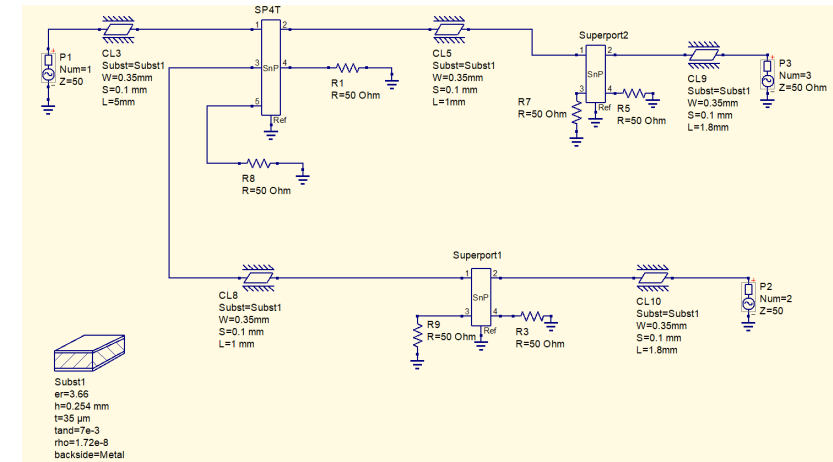 SP4T
1
2
3
SnP
4
5
Ref
P1
Num=1
Z=50
CL3
Subst=Subst1
W=0.35mm
S=0.1 mm
L=5mm
R1
R=50 Ohm
R8
R=50 Ohm
CL5
Subst=Subst1
W=0.35mm
S=0.1 mm
L=1mm
Superport2
1
2
SnP
3
4
Ref
R7
R=50 Ohm
R5
R=50 Ohm
CL9
Subst=Subst1
W=0.35mm
S=0.1 mm
L=1.8mm
P3
Num=3
Z=50 Ohm
CL8
Subst=Subst1
W=0.35mm
S=0.1 mm
L=1 mm
Superport1
1
2
SnP
3
4
Ref
R9
R=50 Ohm
R3
R=50 Ohm
CL10
Subst=Subst1
W=0.35mm
S=0.1 mm
L=1.8mm
P2
Num=2
Z=50
Subst1
er=3.66
h=0.254 mm
t=35 µm
tand=7e-3
rho=1.72e-8
backside=Metal